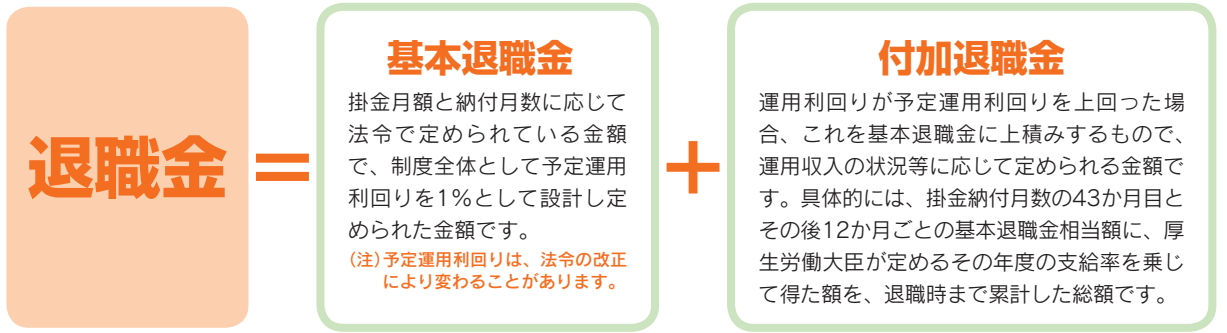 退職金
＝
基本退職金
掛金月額と納付月数に応じて
法令で定められている金額
で、制度全体として予定運用
利回りを1％として設計し定
められた金額です。
(注)予定運用利回りは、法令の改正
により変わることがあります。
＋
付加退職金
運用利回りが予定運用利回りを上回った場
合、これを基本退職金に上積みするもので、
運用収入の状況等に応じて定められる金額で
す。具体的には、掛金納付月数の43か月目と
その後12か月ごとの基本退職金相当額に、厚
生労働大臣が定めるその年度の支給率を乗じ
て得た額を、退職時まで累計した総額です。